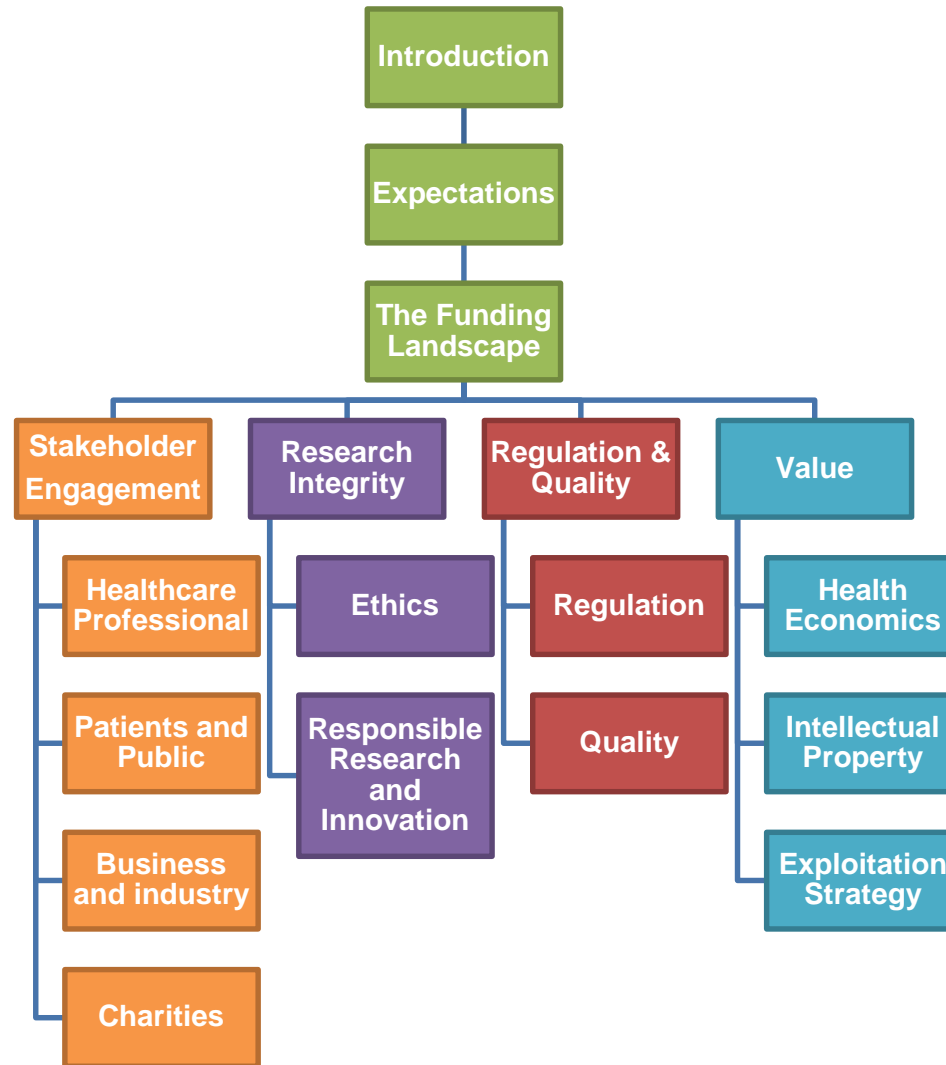 Introduction
Expectations
The Funding
Landscape
Stakeholder
Engagement
Healthcare
Professional
Patients and
Public
Business
and industry
Charities
Research
Integrity
Ethics
Responsible
Research
and
Innovation
Regulation &
Quality
Regulation
Quality
Value
Health
Economics
Intellectual
Property
Exploitation
Strategy